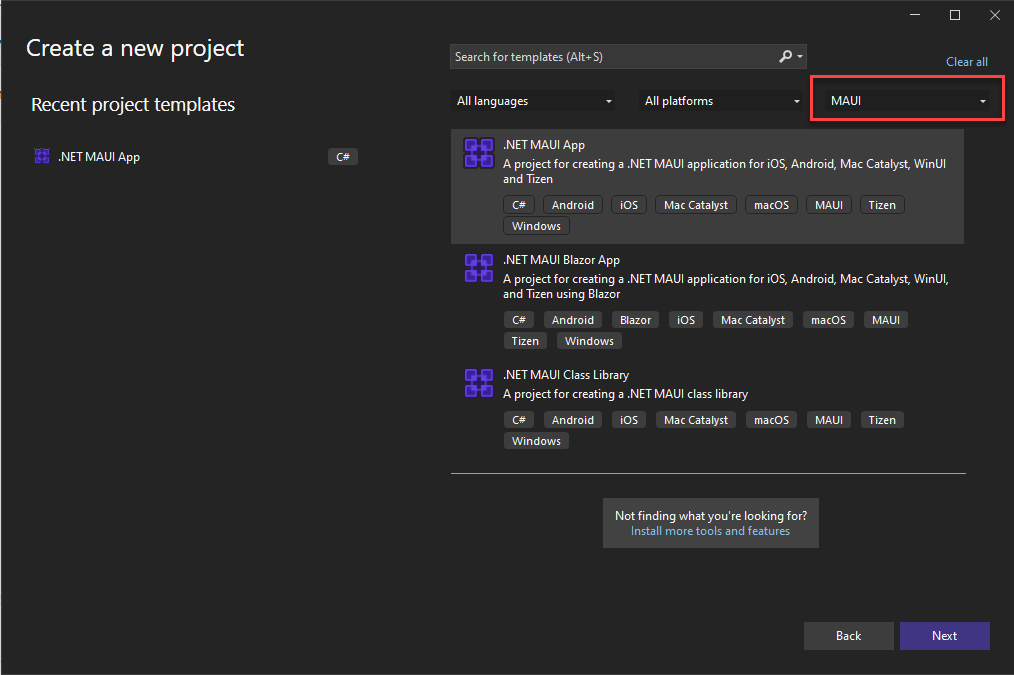 Create a new project
Search for templates (Alt+S)
Clear all
Recent project templates
All languages
All platforms
MAUI
.NET MAUI App
C#
.NET MAUI App
A project for creating a .NET MAUI application for iOS, Android, Mac Catalyst, WinUI
and Tizen
C# Android iOS Mac Catalyst macOS MAUI Tizen
Windows
.NET MAUI Blazor App
A project for creating a .NET MAUI application for iOS, Android, Mac Catalyst, WinUI,
and Tizen using Blazor
C# Android Blazor iOS Mac Catalyst macOS MAUI
Tizen Windows
.NET MAUI Class Library
A project for creating a .NET MAUI class library
C# Android iOS Mac Catalyst macOS MAUI Tizen
Windows
Not finding what you're looking for?
Install more tools and features
Back
Next